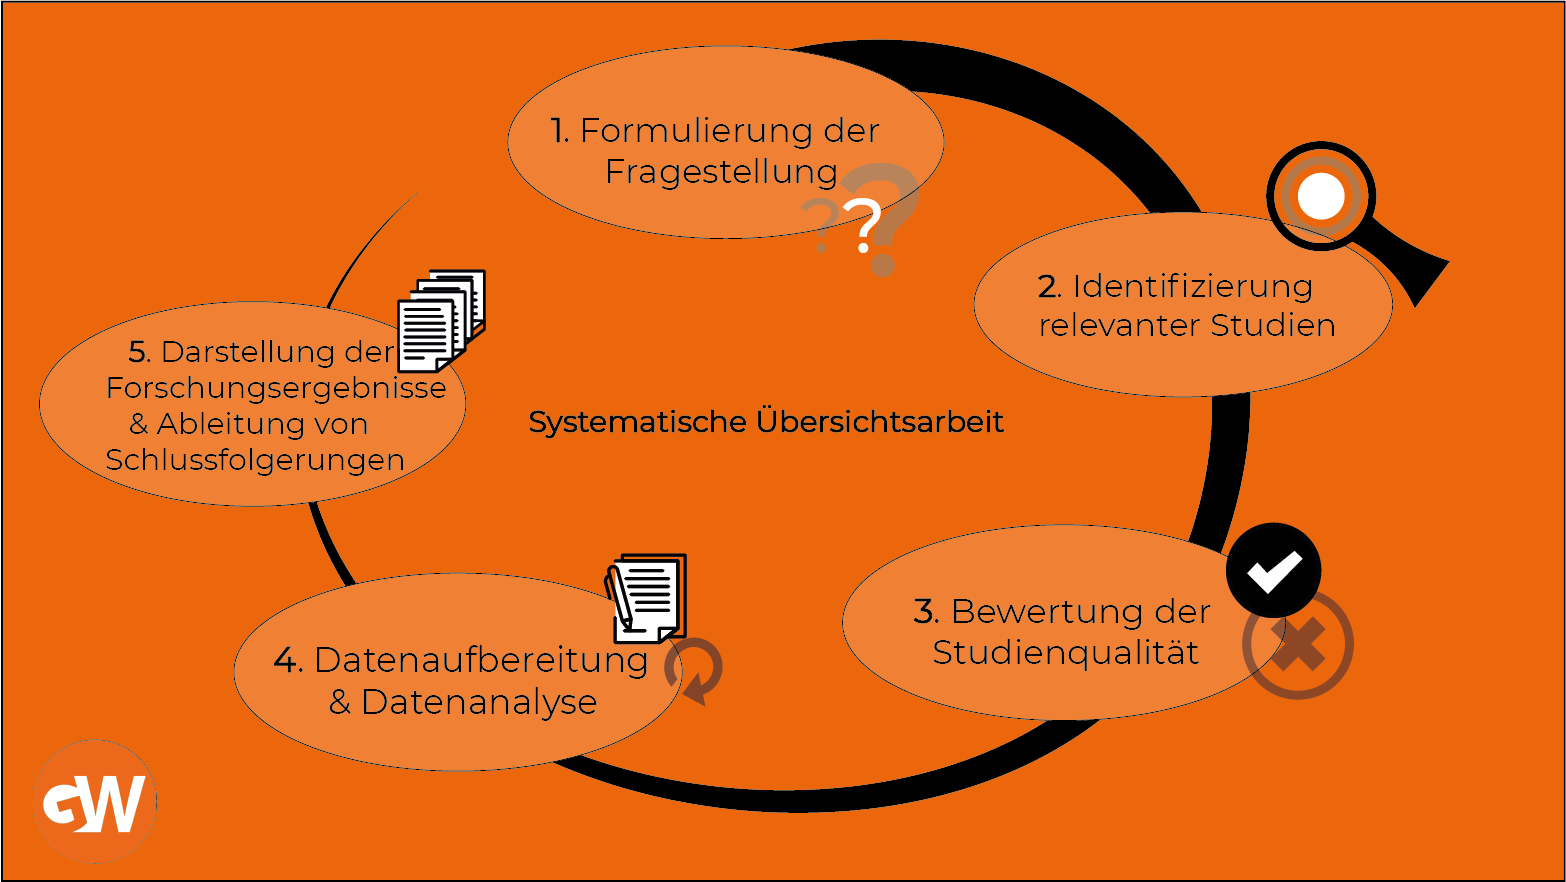 1. Formulierung der
Fragestellung
???
2. Identifizierung
relevanter Studien
3. Bewertung der
Studienqualität
4. Datenaufbereitung
& Datenanalyse
5. Darstellung der
Forschungsergebnisse
& Ableitung von
Schlussfolgerungen
Systematische Übersichtsarbeit
GW